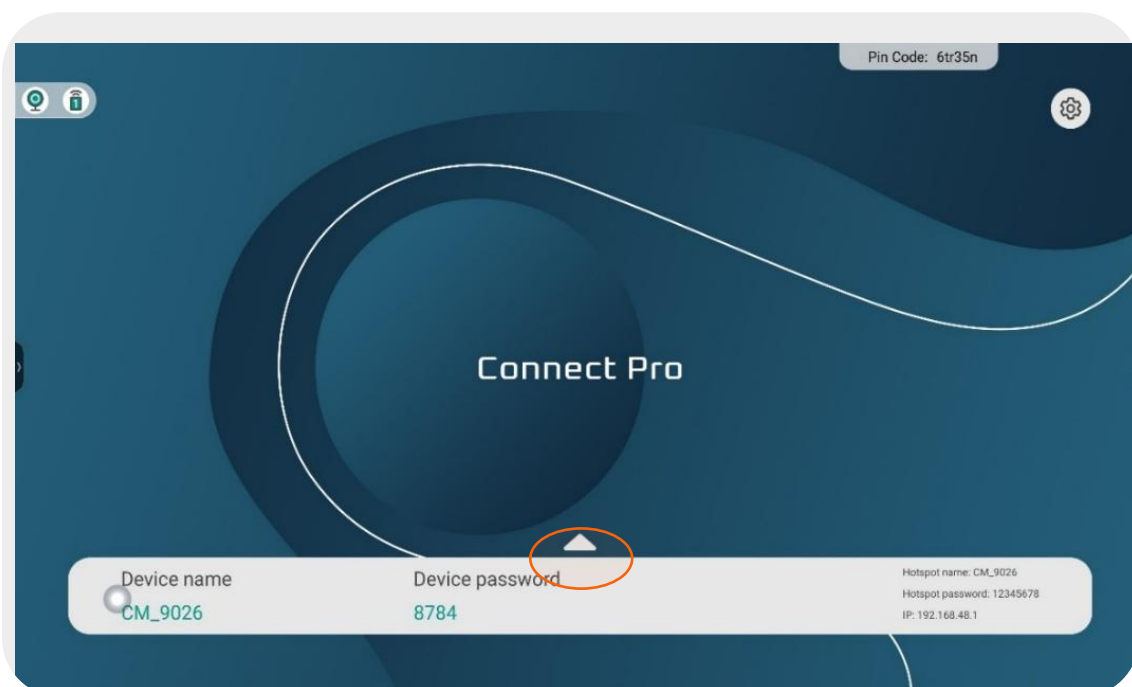 Pin Code: 6tr35n
1
Connect Pro
Device name
CM_9026
Device password
8784
Hotspot name: CM_9026
Hotspot password: 12345678
IP: 192.168.48.1